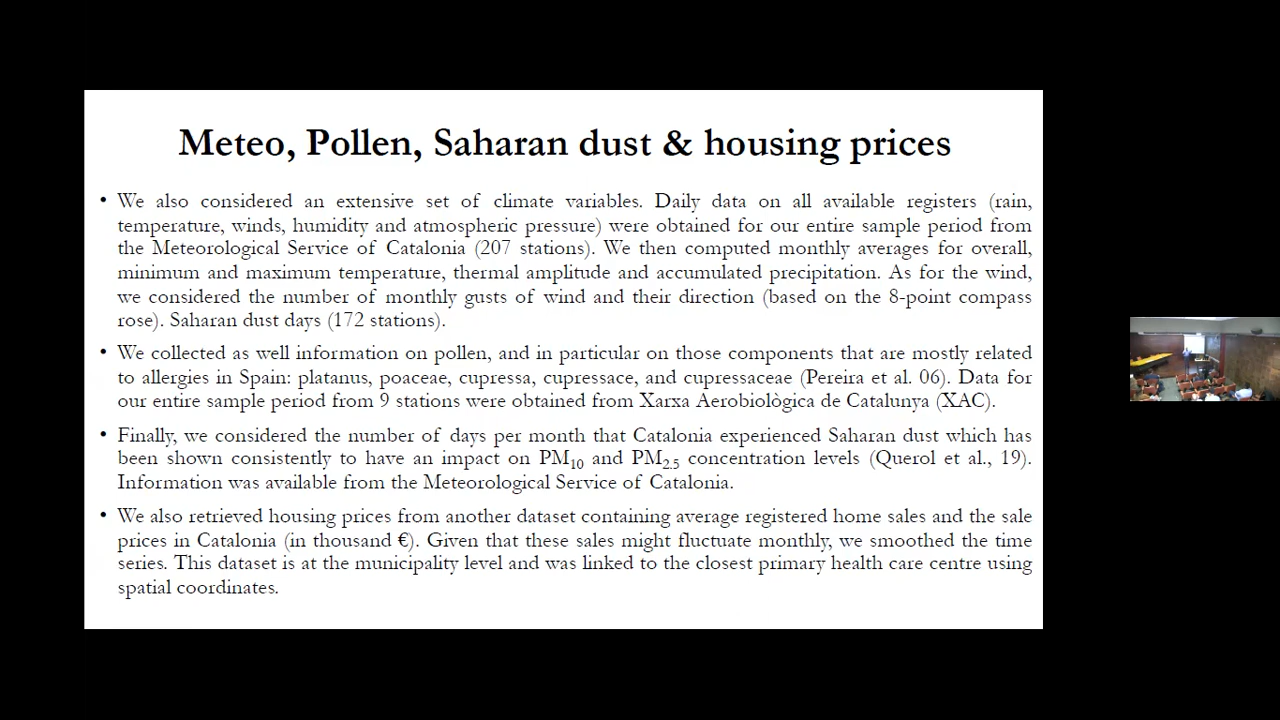 Meteo, Pollen, Saharan dust & housing prices
• We also considered an extensive set of climate variables. Daily data on all available registers (rain,
temperature, winds, humidity and atmospheric pressure) were obtained for our entire sample period from
the Meteorological Service of Catalonia (207 stations). We then computed monthly averages for overall,
minimum and maximum temperature, thermal amplitude and accumulated precipitation. As for the wind,
we considered the number of monthly gusts of wind and their direction (based on the 8-point compass
rose). Saharan dust days (172 stations).
• We collected as well information on pollen, and in particular on those components that are mostly related
to allergies in Spain: platanus, poaceae, cupressa, cupressace, and cupressaceae (Pereira et al. 06). Data for
our entire sample period from 9 stations were obtained from Xarxa Aerobiològica de Catalunya (XAC).
• Finally, we considered the number of days per month that Catalonia experienced Saharan dust which has
been shown consistently to have an impact on PM10 and PM2.5 concentration levels (Querol et al., 19).
Information was available from the Meteorological Service of Catalonia.
• We also retrieved housing prices from another dataset containing average registered home sales and the sale
prices in Catalonia (in thousand €). Given that these sales might fluctuate monthly, we smoothed the time
series. This dataset is at the municipality level and was linked to the closest primary health care centre using
spatial coordinates.